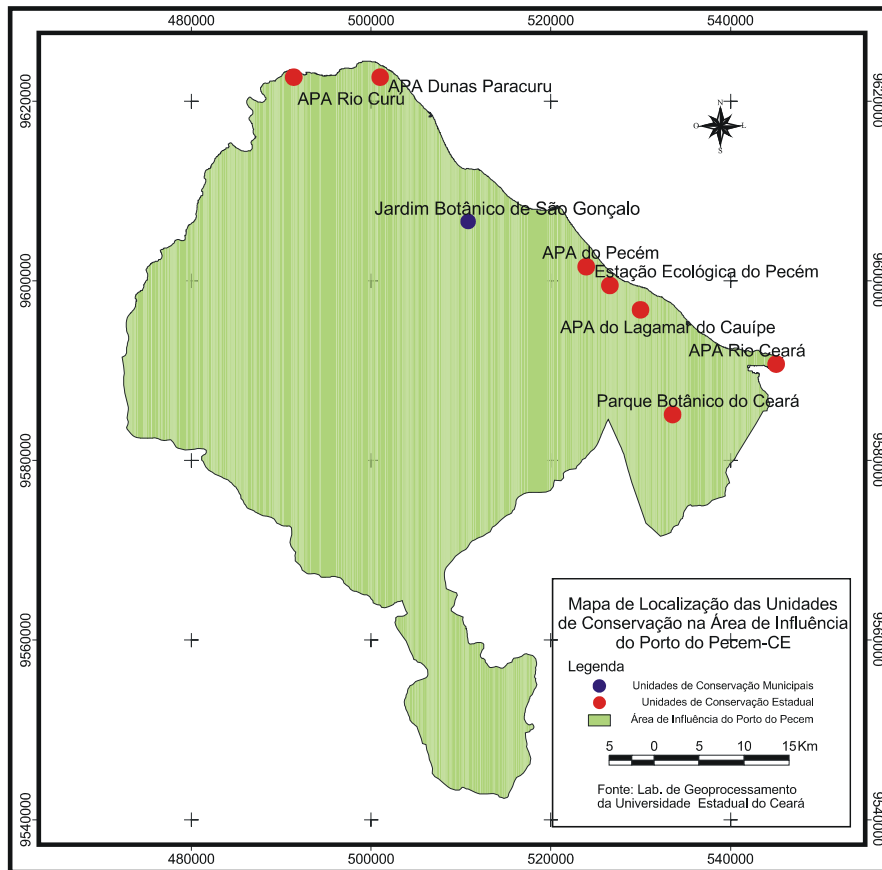 480000 500000 520000 540000
9620000 9620000
9600000 9600000
9580000 9580000
9560000 9560000
9540000 9540000
N
O L
S
APA Rio Curu
APA Dunas Paracuru
Jardim Botânico de São Gonçalo
APA do Pecém
Estação Ecológica do Pecém
APA do Lagamar do Cauípe
APA Rio Ceará
Parque Botânico do Ceará
Mapa de Localização das Unidades
de Conservação na Área de Influência
do Porto do Pecem-CE
Legenda
Unidades de Conservação Municipais
Unidades de Conservação Estadual
Área de Influência do Porto do Pecem
5 0 5 10 15Km
Fonte: Lab. de Geoprocessamento
da Universidade Estadual do Ceará
480000 500000 520000 540000